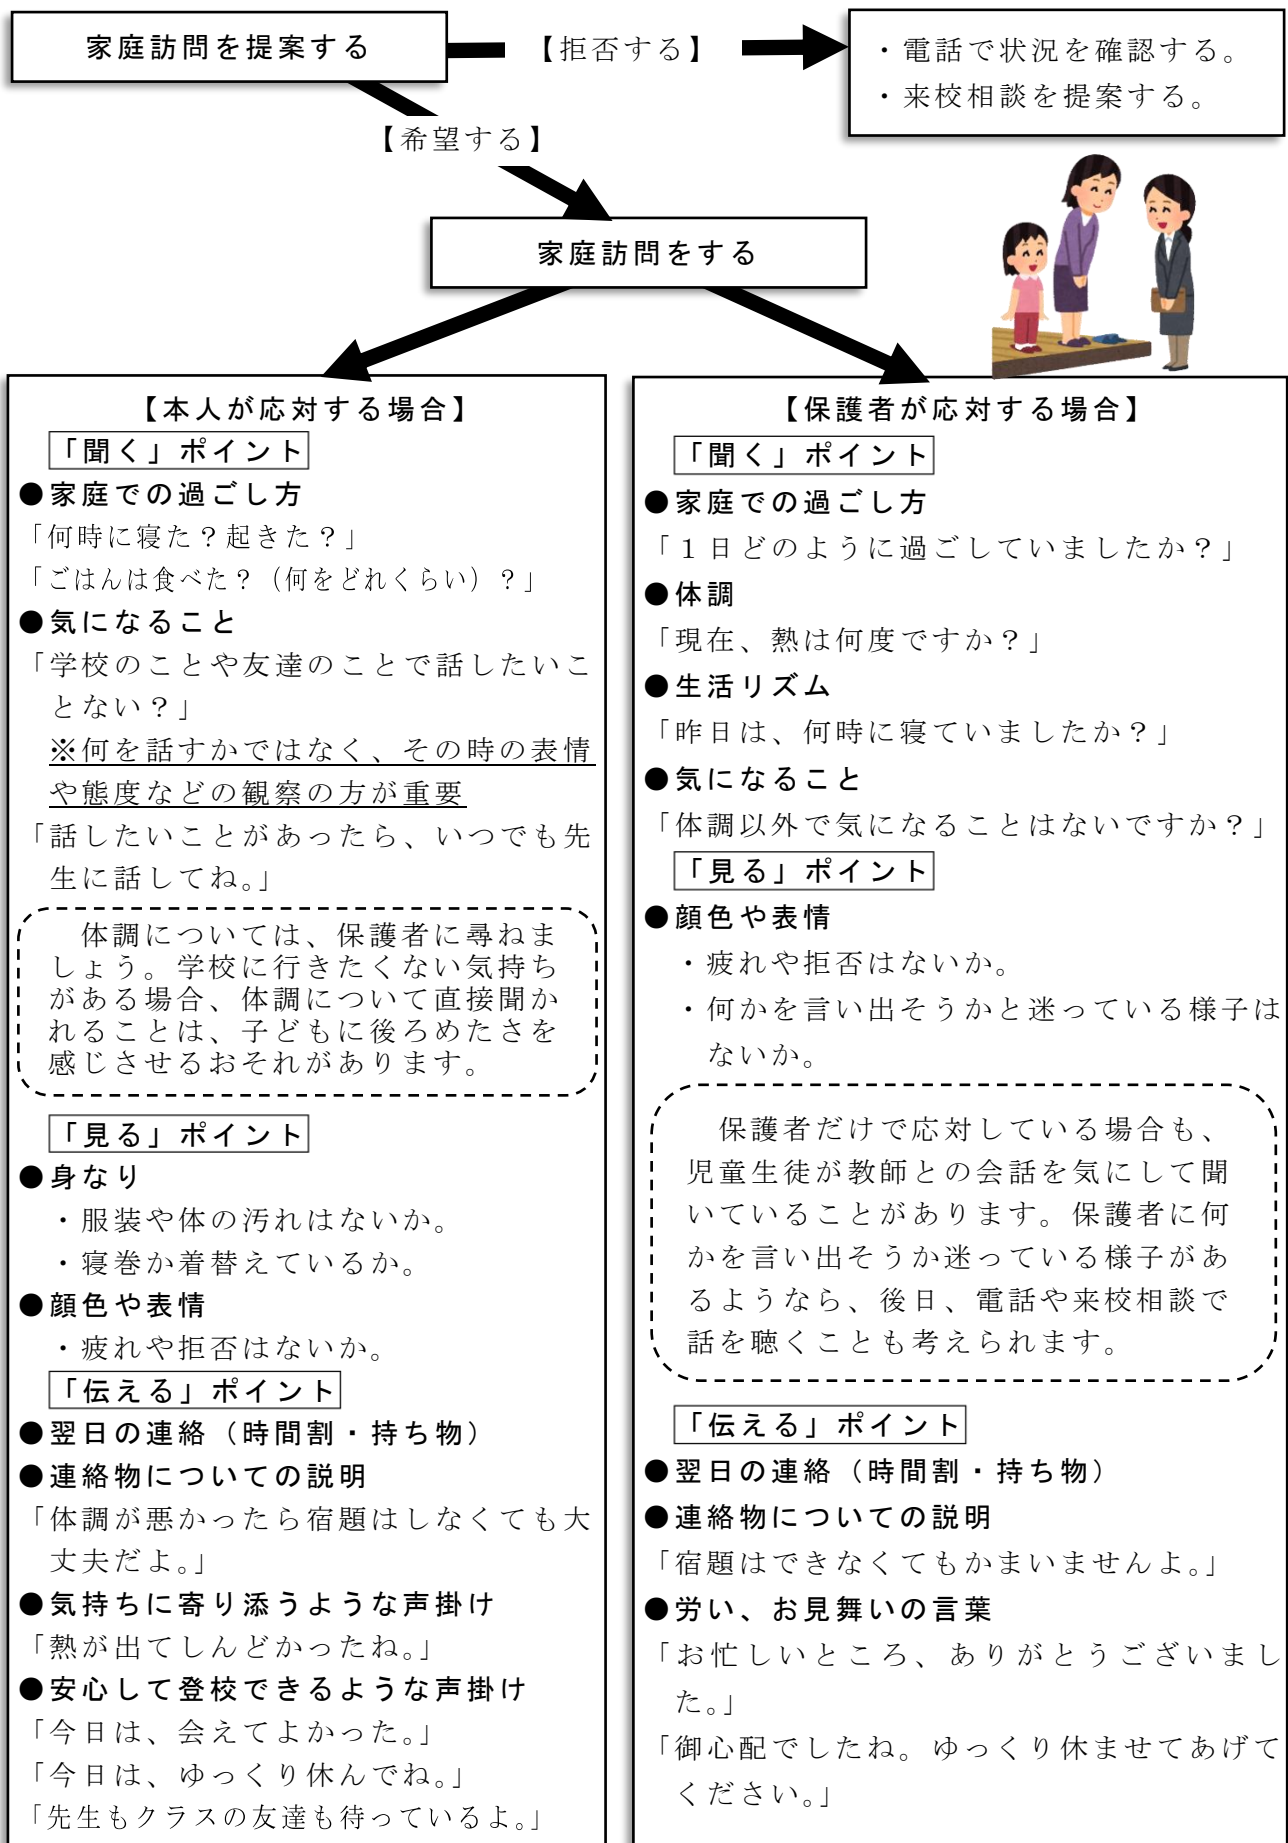 家庭訪問を提案する
【拒否する】
・電話で状況を確認する。
・来校相談を提案する。
【希望する】
家庭訪問をする
【本人が応対する場合】
「聞く」ポイント
●家庭での過ごし方
「何時に寝た？起きた？」
「ごはんは食べた？（何をどれくらい）？」
●気になること
「学校のことや友達のことで話したいこ
とない？」
※何を話すかではなく、その時の表情
や態度などの観察の方が重要
「話したいことがあったら、いつでも先
生に話してね。」
体調については、保護者に尋ねま
しょう。学校に行きたくない気持ち
がある場合、体調について直接聞か
れることは、子どもに後ろめたさを
感じさせるおそれがあります。
「見る」ポイント
●身なり
・服装や体の汚れはないか。
・寝巻か着替えているか。
●顔色や表情
・疲れや拒否はないか。
「伝える」ポイント
●翌日の連絡（時間割・持ち物）
●連絡物についての説明
「体調が悪かったら宿題はしなくても大
丈夫だよ。」
●気持ちに寄り添うような声掛け
「熱が出てしんどかったね。」
●安心して登校できるような声掛け
「今日は、会えてよかった。」
「今日は、ゆっくり休んでね。」
「先生もクラスの友達も待っているよ。」
【保護者が応対する場合】
「聞く」ポイント
●家庭での過ごし方
「１日どのように過ごしていましたか？」
●体調
「現在、熱は何度ですか？」
●生活リズム
「昨日は、何時に寝ていましたか？」
●気になること
「体調以外で気になることはないですか？」
「見る」ポイント
●顔色や表情
・疲れや拒否はないか。
・何かを言い出そうかと迷っている様子は
ないか。
保護者だけで応対している場合も、
児童生徒が教師との会話を気にして聞
いていることがあります。保護者に何
かを言い出そうか迷っている様子があ
るようなら、後日、電話や来校相談で
話を聴くことも考えられます。
「伝える」ポイント
●翌日の連絡（時間割・持ち物）
●連絡物についての説明
「宿題はできなくてもかまいませんよ。」
●労い、お見舞いの言葉
「お忙しいところ、ありがとうございまし
た。」
「御心配でしたね。ゆっくり休ませてあげて
ください。」